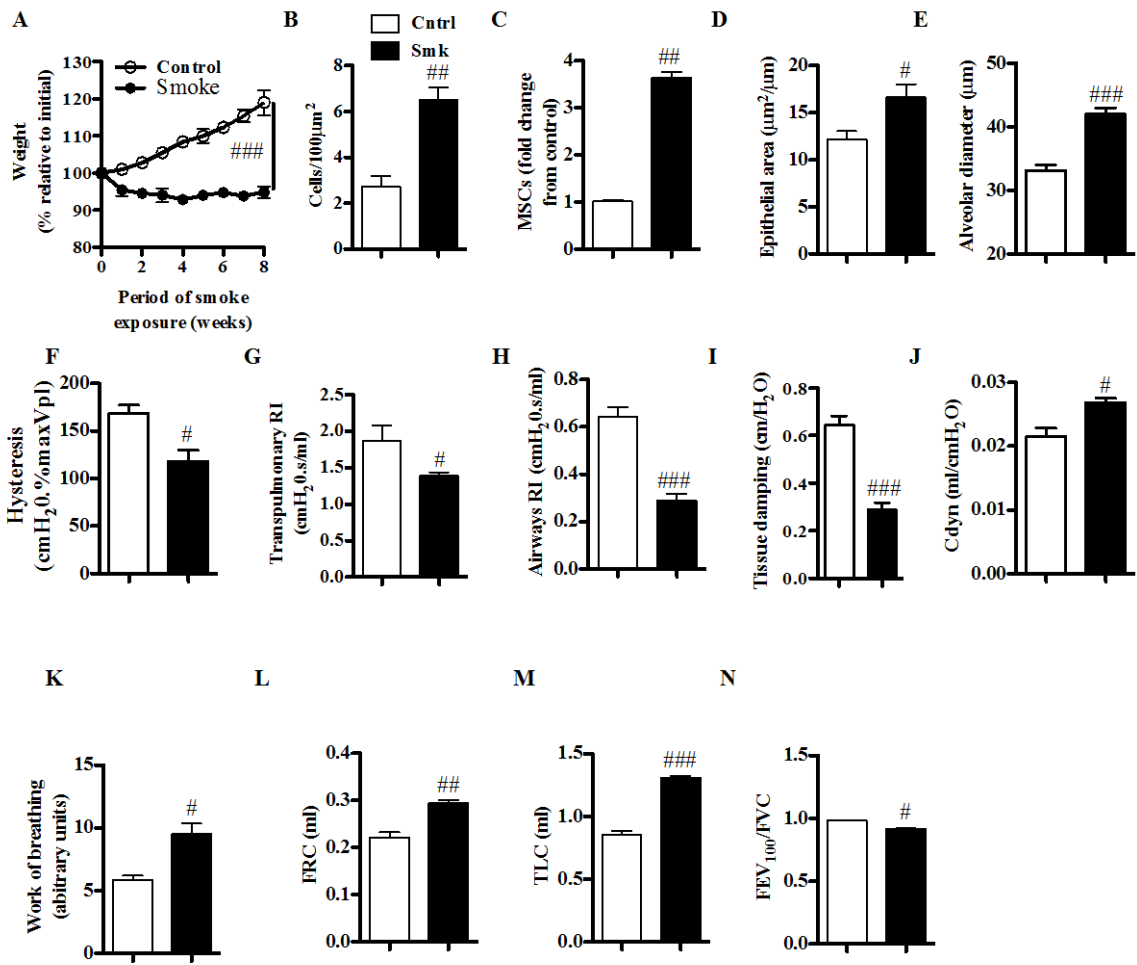 A
B
C
D
E
Cntrl
Smk
130
120
110
100
90
80
Weight
(% relative to initial)
Control
Smoke
###
0
2
4
6
8
Period of smoke
exposure (weeks)
8
6
4
2
0
Cells/100μm²
##
4
3
2
1
0
MSCs (fold change
from control)
##
20
15
10
5
0
Epithelial area (μm²/μm)
#
50
40
30
20
Alveolar diameter (μm)
###
F
G
H
I
J
200
150
100
50
0
Hysteresis
(cmH₂0.%maxVpl)
#
2.5
2.0
1.5
1.0
0.5
0.0
Transpulmonary RI
(cmH₂0.s/ml)
#
0.8
0.6
0.4
0.2
0.0
Airways RI (cmH₂0.s/ml)
###
0.8
0.6
0.4
0.2
0.0
Tissue damping (cm/H₂O)
###
0.03
0.02
0.01
0.00
Cdyn (ml/cmH₂O)
#
K
L
M
N
15
10
5
0
Work of breathing
(abitrary units)
#
0.4
0.3
0.2
0.1
0.0
FRC (ml)
##
1.5
1.0
0.5
0.0
TLC (ml)
###
1.5
1.0
0.5
0.0
FEV₁₀₀/FVC
#